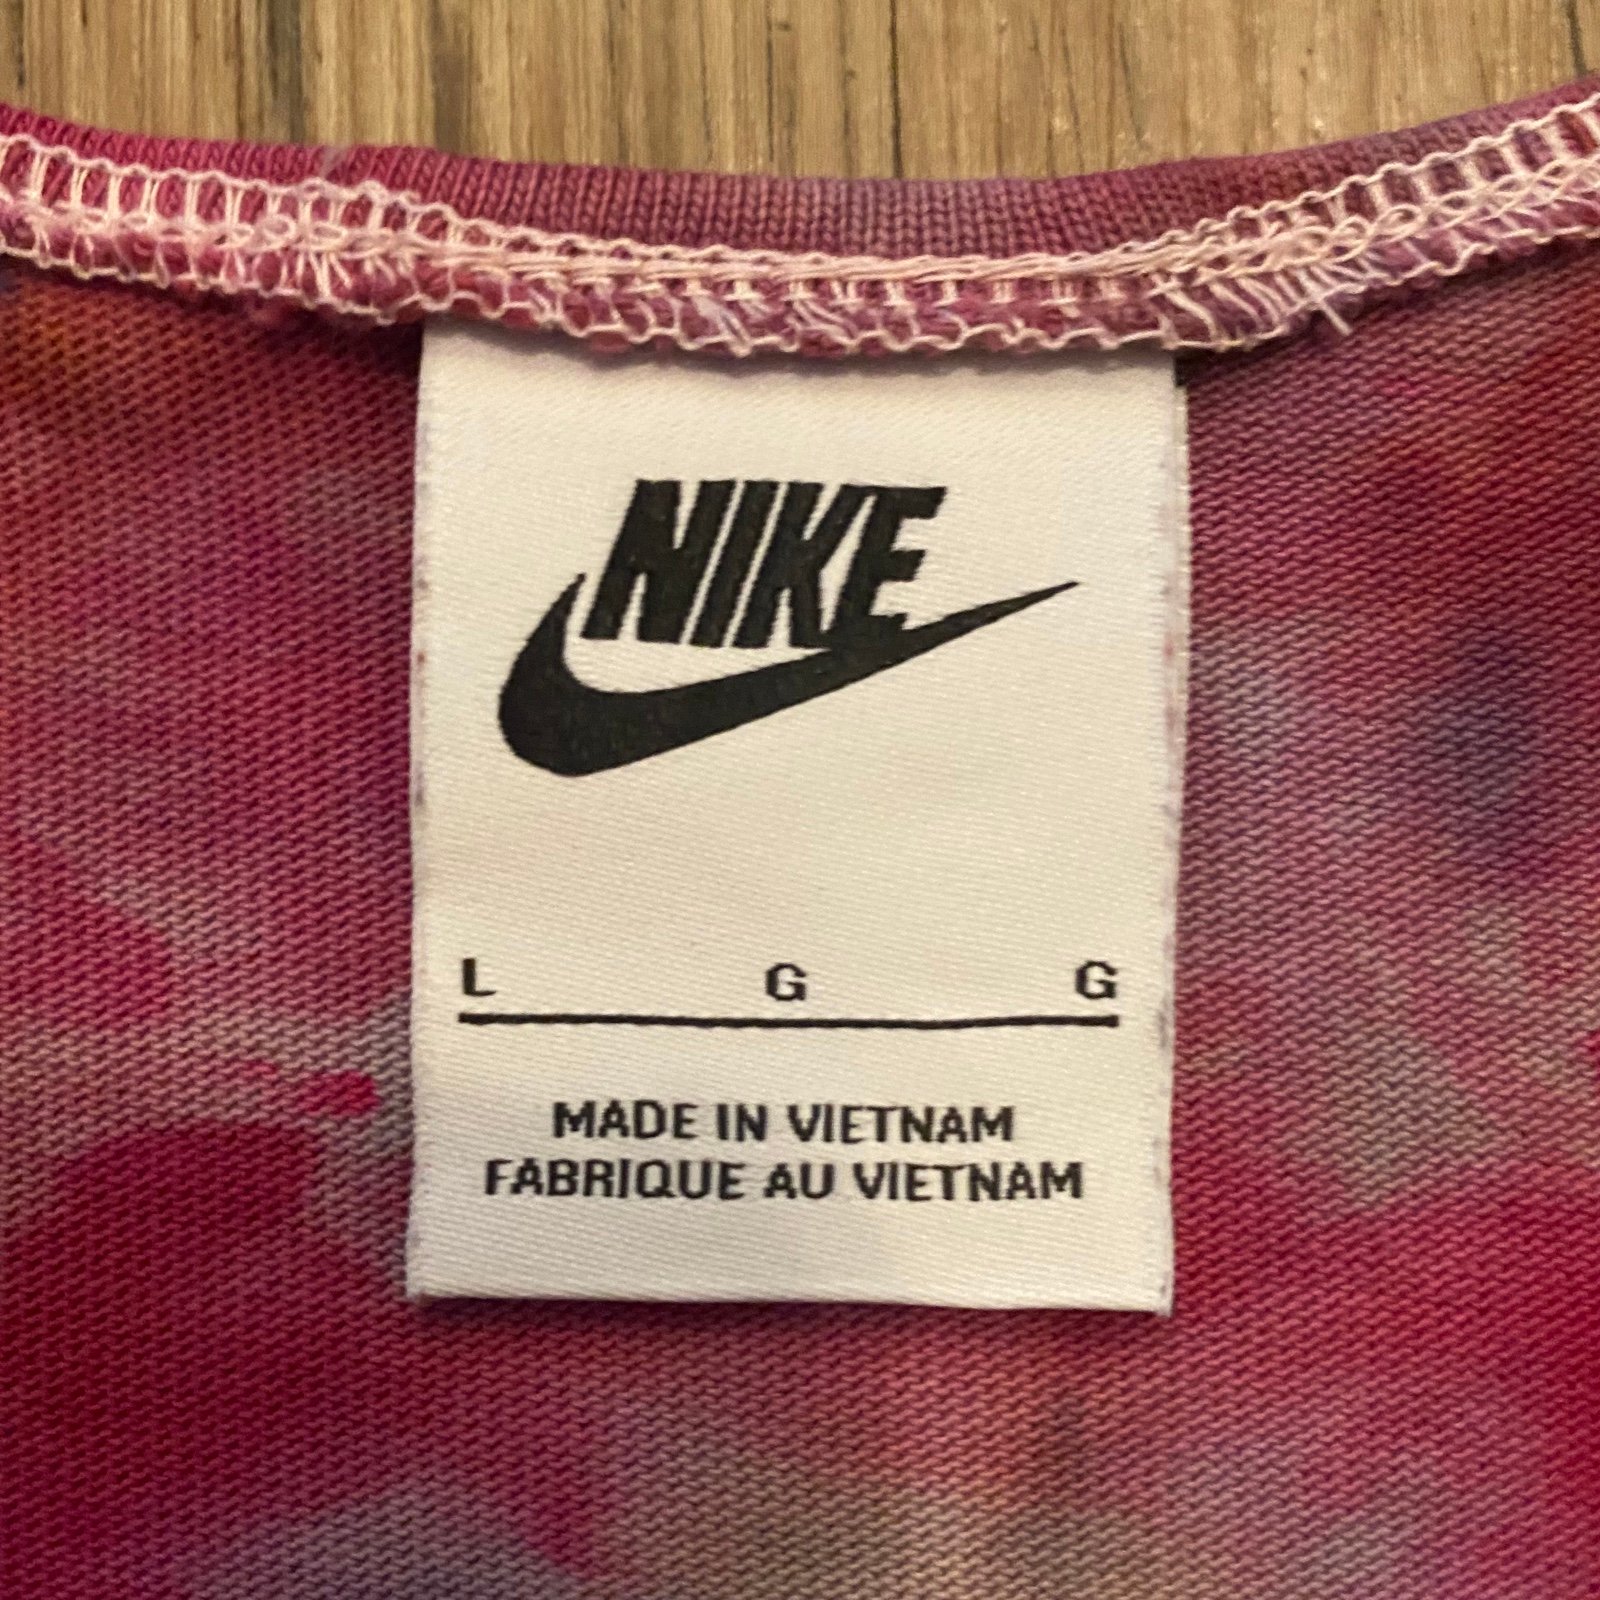 NIKE
L G G
MADE IN VIETNAM
FABRIQUE AU VIETNAM